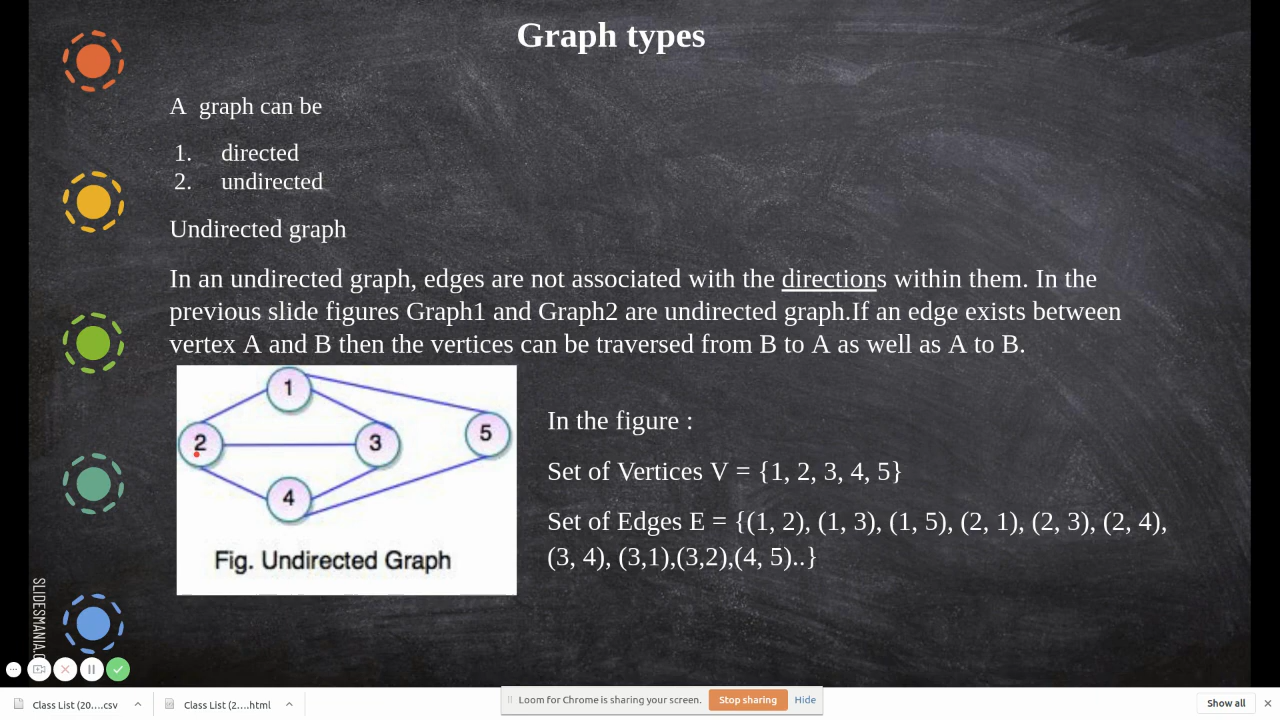 Graph types
A graph can be
1. directed
2. undirected
Undirected graph
In an undirected graph, edges are not associated with the directions within them. In the
previous slide figures Graph1 and Graph2 are undirected graph.If an edge exists between
vertex A and B then the vertices can be traversed from B to A as well as A to B.
1
2
3
5
4
Fig. Undirected Graph
In the figure :
Set of Vertices V = {1, 2, 3, 4, 5}
Set of Edges E = {(1, 2), (1, 3), (1, 5), (2, 1), (2, 3), (2, 4),
(3, 4), (3,1),(3,2),(4, 5)..}
Class List (20....csv
Class List (2....html
Loom for Chrome is sharing your screen.
Stop sharing
Hide
Show all